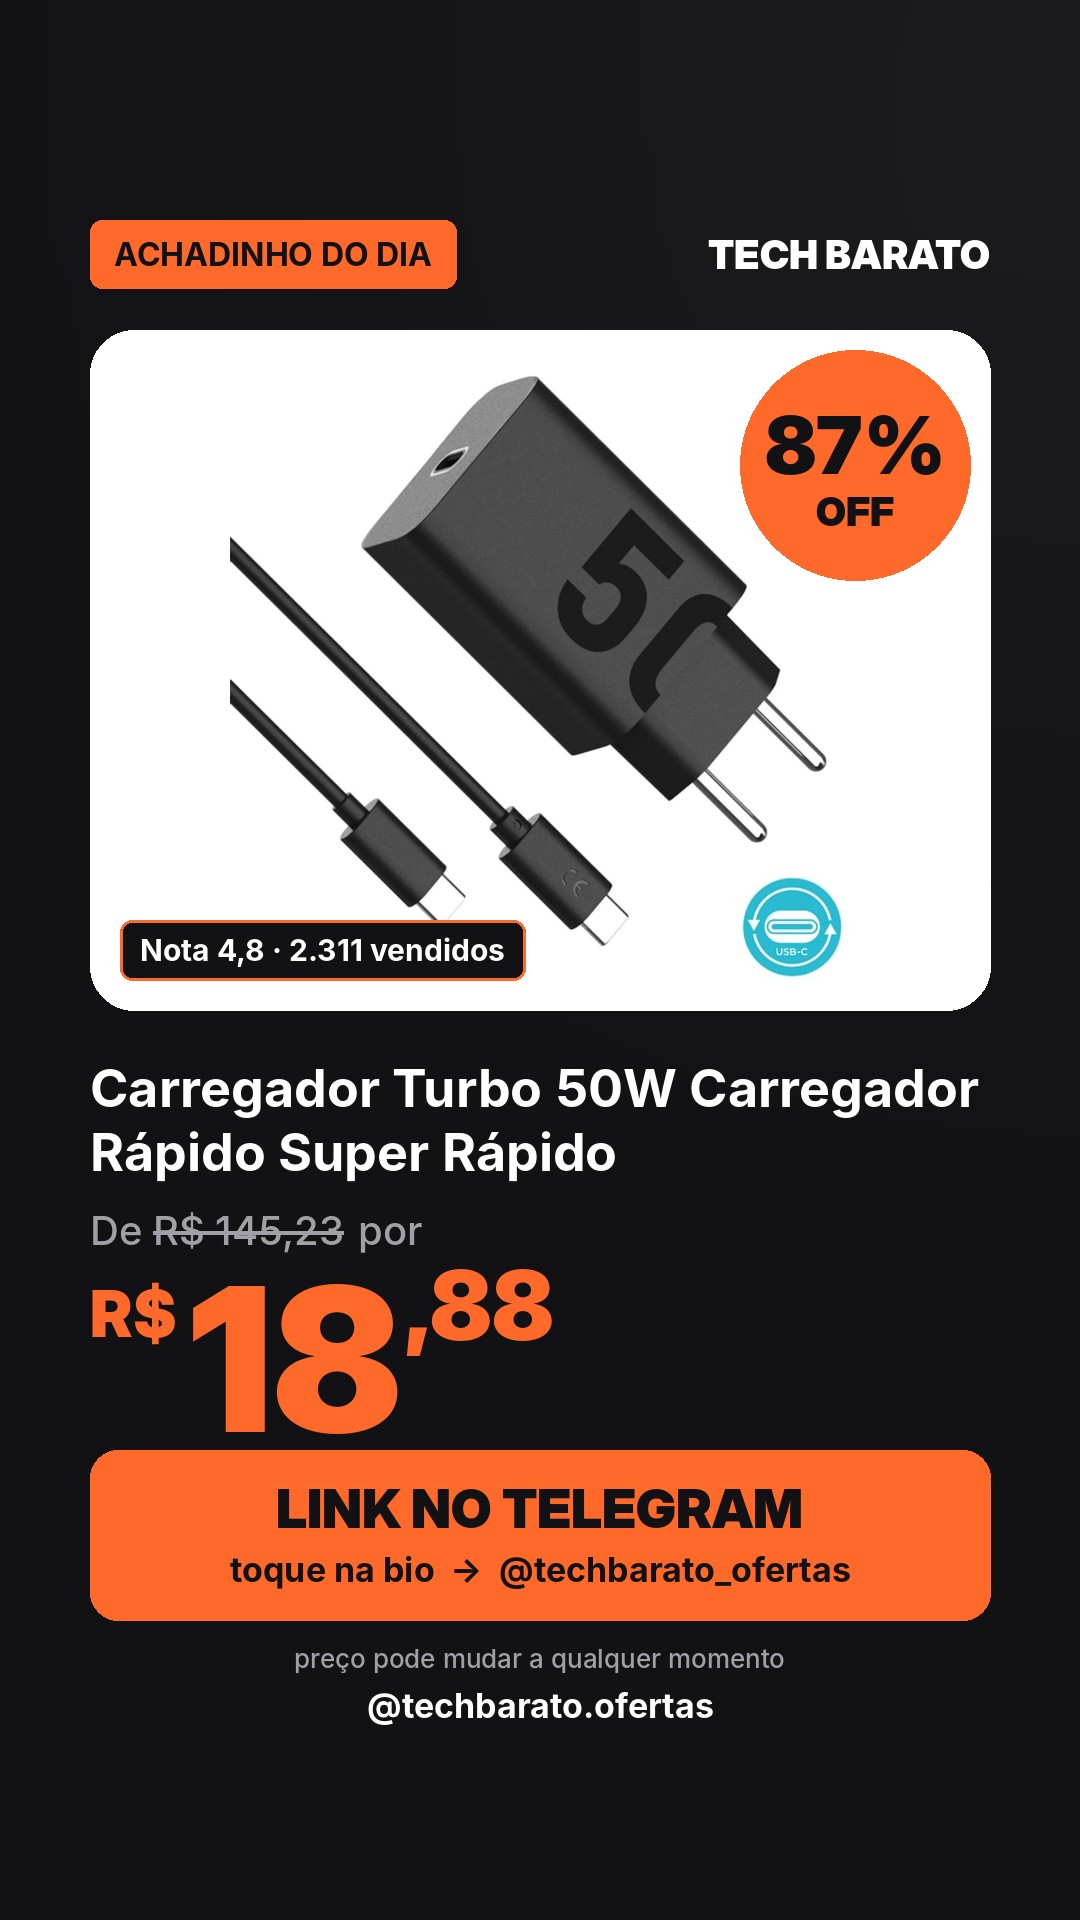 ACHADINHO DO DIA
TECH BARATO
87%
OFF
50
CE
USB-C
Nota 4,8 · 2.311 vendidos
Carregador Turbo 50W Carregador
Rápido Super Rápido
De R$ 145,23 por
R$ 18,88
LINK NO TELEGRAM
toque na bio → @techbarato_ofertas
preço pode mudar a qualquer momento
@techbarato.ofertas